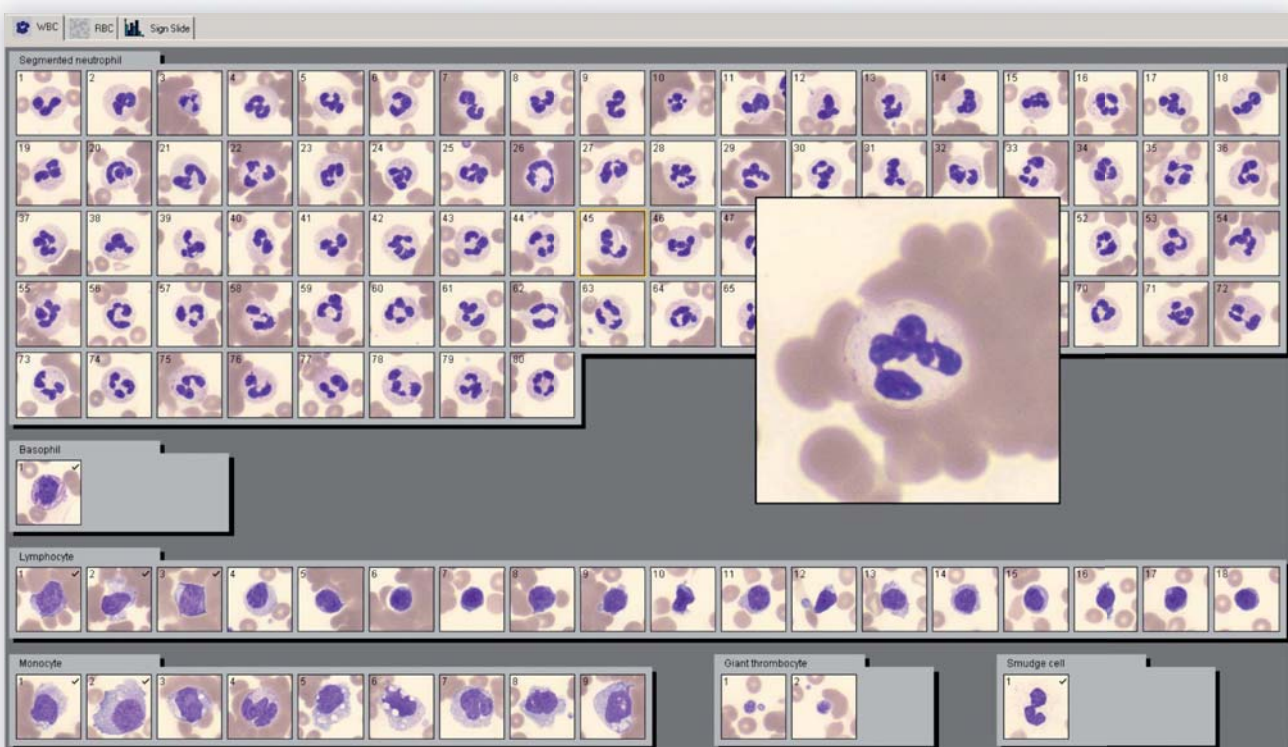 WBC RBC Sign Slide
Segmented neutrophil
1 2 3 4 5 6 7 8 9 10 11 12 13 14 15 16 17 18
19 20 21 22 23 24 25 26 27 28 29 30 31 32 33 34 35 36
37 38 39 40 41 42 43 44 45 46 47 52 53 54
55 56 57 58 59 60 61 62 63 64 65 70 71 72
73 74 75 76 77 78 79 80
Basophil
1
Lymphocyte
1 2 3 4 5 6 7 8 9 10 11 12 13 14 15 16 17 18
Monocyte Giant thrombocyte Smudge cell
1 2 3 4 5 6 7 8 9 1 2 1